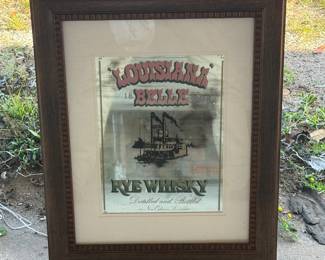 LOUISIANA
BELLE
RYE WHISKY
Distilled and Bottled